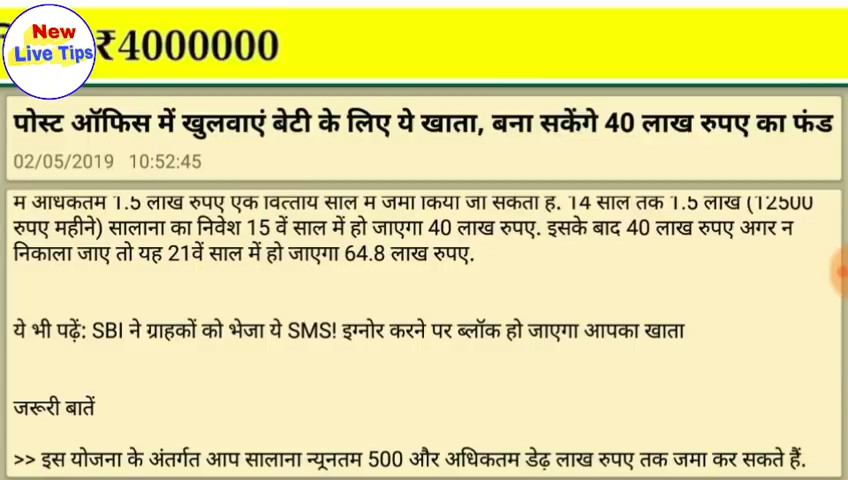 New
Live Tips
₹4000000
पोस्ट ऑफिस में खुलवाएं बेटी के लिए ये खाता, बना सकेंगे 40 लाख रुपए का फंड
02/05/2019 10:52:45
में अधिकतम 1.5 लाख रुपए एक वित्तीय साल में जमा किया जा सकता है. 14 साल तक 1.5 लाख (12500
रुपए महीने) सालाना का निवेश 15 वें साल में हो जाएगा 40 लाख रुपए. इसके बाद 40 लाख रुपए अगर न
निकाला जाए तो यह 21वें साल में हो जाएगा 64.8 लाख रुपए.
ये भी पढ़ें: SBI ने ग्राहकों को भेजा ये SMS! इग्नोर करने पर ब्लॉक हो जाएगा आपका खाता
जरूरी बातें
>> इस योजना के अंतर्गत आप सालाना न्यूनतम 500 और अधिकतम डेढ़ लाख रुपए तक जमा कर सकते हैं.